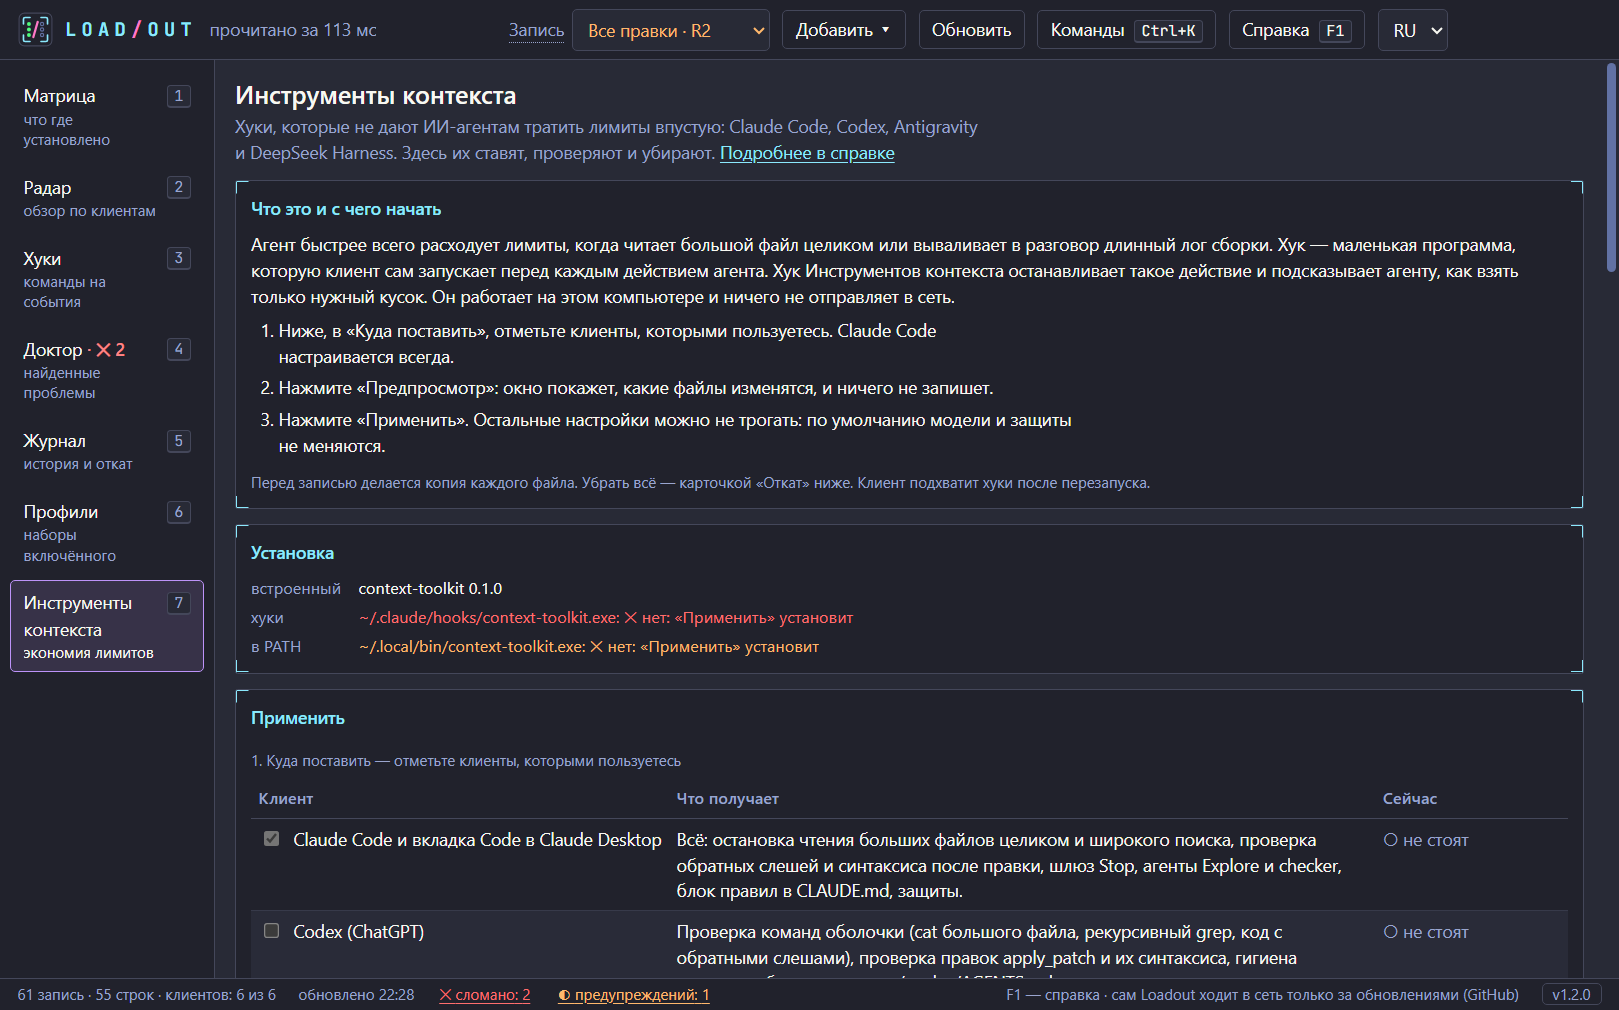 LOAD/OUT прочитано за 113 мс Запись Все правки · R2 Добавить ▼ Обновить Команды Ctrl+K Справка F1 RU
Матрица 1
что где
установлено
Радар 2
обзор по клиентам
Хуки 3
команды на
события
Доктор · ✕ 2 4
найденные
проблемы
Журнал 5
история и откат
Профили 6
наборы
включённого
Инструменты 7
контекста
экономия лимитов
Инструменты контекста
Хуки, которые не дают ИИ-агентам тратить лимиты впустую: Claude Code, Codex, Antigravity
и DeepSeek Harness. Здесь их ставят, проверяют и убирают. Подробнее в справке
Что это и с чего начать
Агент быстрее всего расходует лимиты, когда читает большой файл целиком или вываливает в разговор длинный лог сборки. Хук — маленькая программа,
которую клиент сам запускает перед каждым действием агента. Хук Инструментов контекста останавливает такое действие и подсказывает агенту, как взять
только нужный кусок. Он работает на этом компьютере и ничего не отправляет в сеть.
1. Ниже, в «Куда поставить», отметьте клиенты, которыми пользуетесь. Claude Code
настраивается всегда.
2. Нажмите «Предпросмотр»: окно покажет, какие файлы изменятся, и ничего не запишет.
3. Нажмите «Применить». Остальные настройки можно не трогать: по умолчанию модели и защиты
не меняются.
Перед записью делается копия каждого файла. Убрать всё — карточкой «Откат» ниже. Клиент подхватит хуки после перезапуска.
Установка
встроенный context-toolkit 0.1.0
хуки ~/.claude/hooks/context-toolkit.exe: ✕ нет: «Применить» установит
в PATH ~/.local/bin/context-toolkit.exe: ✕ нет: «Применить» установит
Применить
1. Куда поставить — отметьте клиенты, которыми пользуетесь
Клиент Что получает Сейчас
Claude Code и вкладка Code в Claude Desktop Всё: остановка чтения больших файлов целиком и широкого поиска, проверка ○ не стоят
обратных слешей и синтаксиса после правки, шлюз Stop, агенты Explore и checker,
блок правил в CLAUDE.md, защиты.
Codex (ChatGPT) Проверка команд оболочки (cat большого файла, рекурсивный grep, код с ○ не стоят
обратными слешами), проверка правок apply_patch и их синтаксиса, гигиена
61 запись · 55 строк · клиентов: 6 из 6 обновлено 22:28 ✕ сломано: 2 ◐ предупреждений: 1 F1 — справка · сам Loadout ходит в сеть только за обновлениями (GitHub) v1.2.0